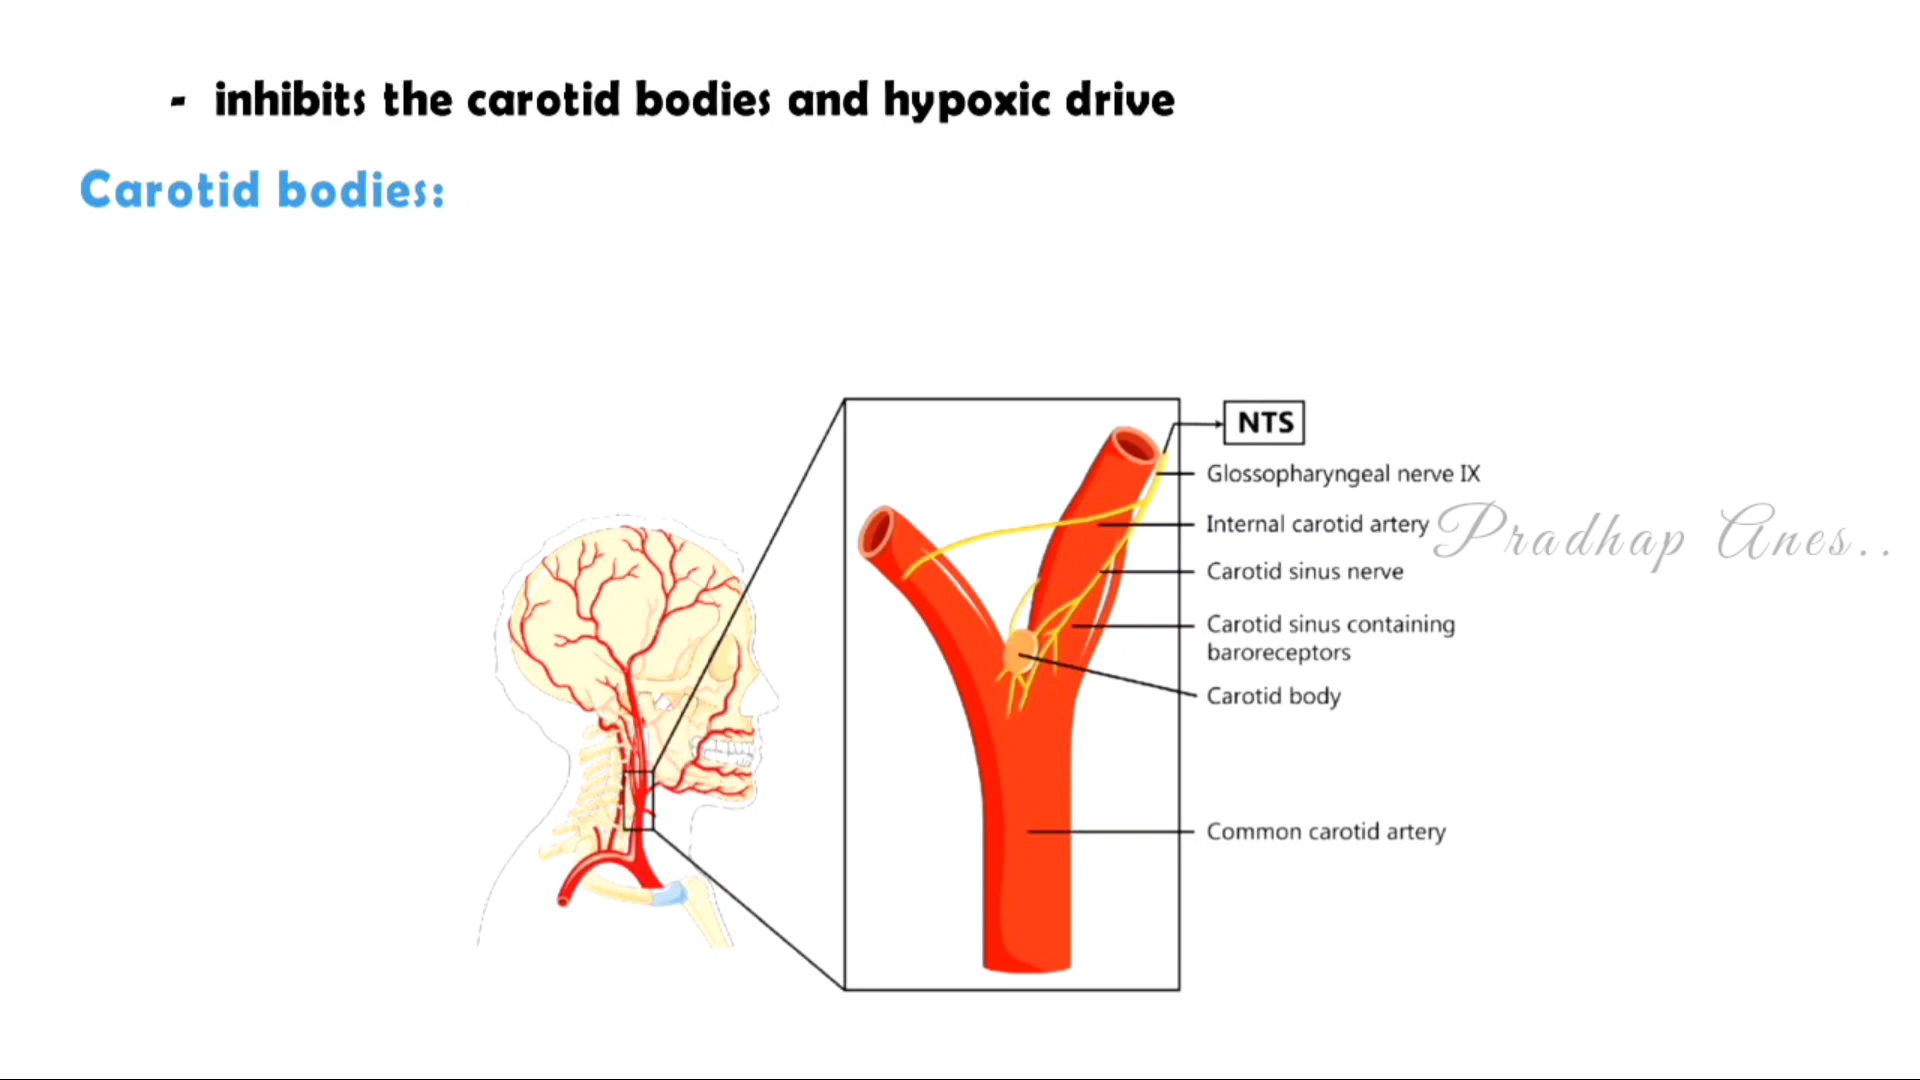 - inhibits the carotid bodies and hypoxic drive
Carotid bodies:
NTS
Glossopharyngeal nerve IX
Internal carotid artery
Pradhap Anes..
Carotid sinus nerve
Carotid sinus containing
baroreceptors
Carotid body
Common carotid artery